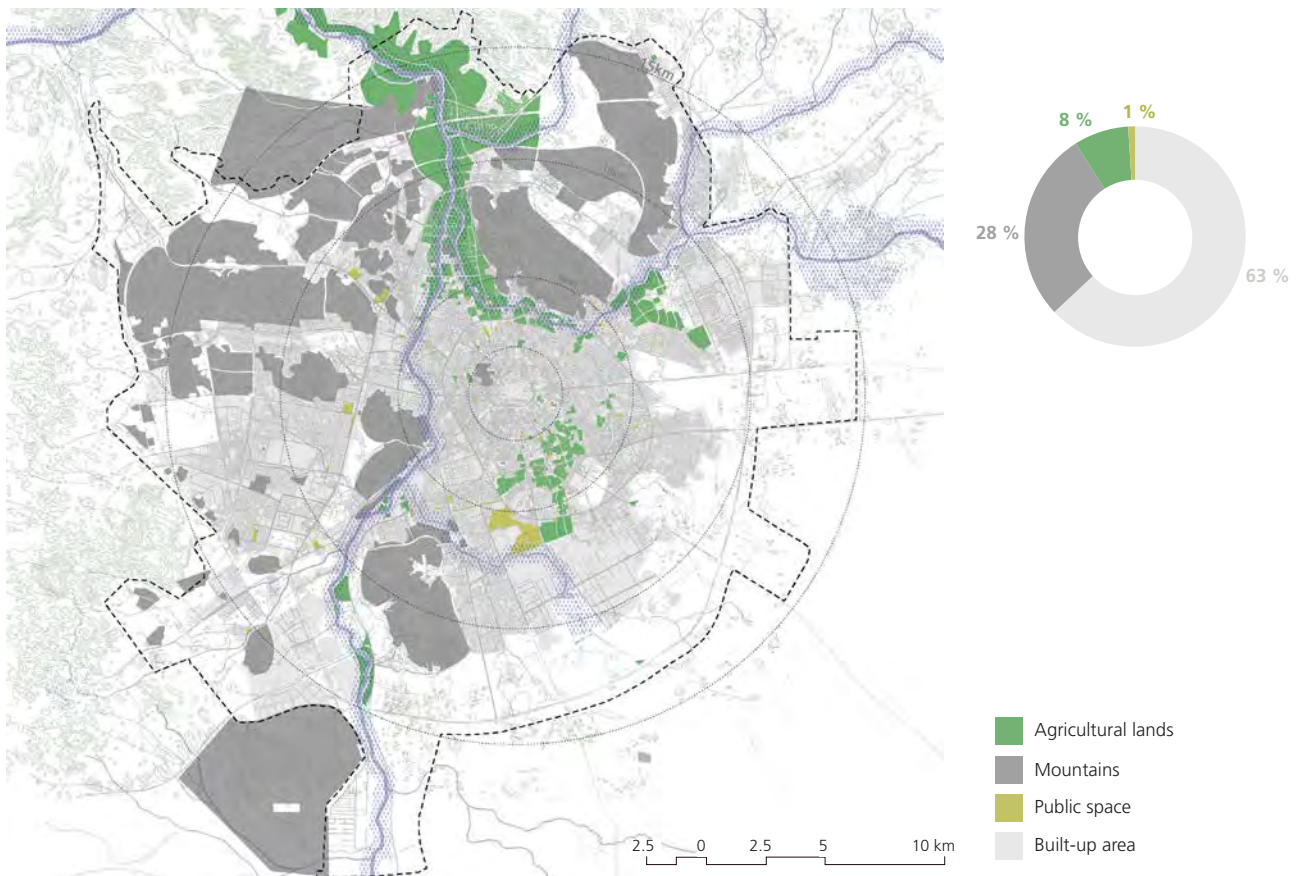 15km
8 %
1 %
28 %
63 %
Agricultural lands
Mountains
Public space
Built-up area
2.5 0 2.5 5 10 km